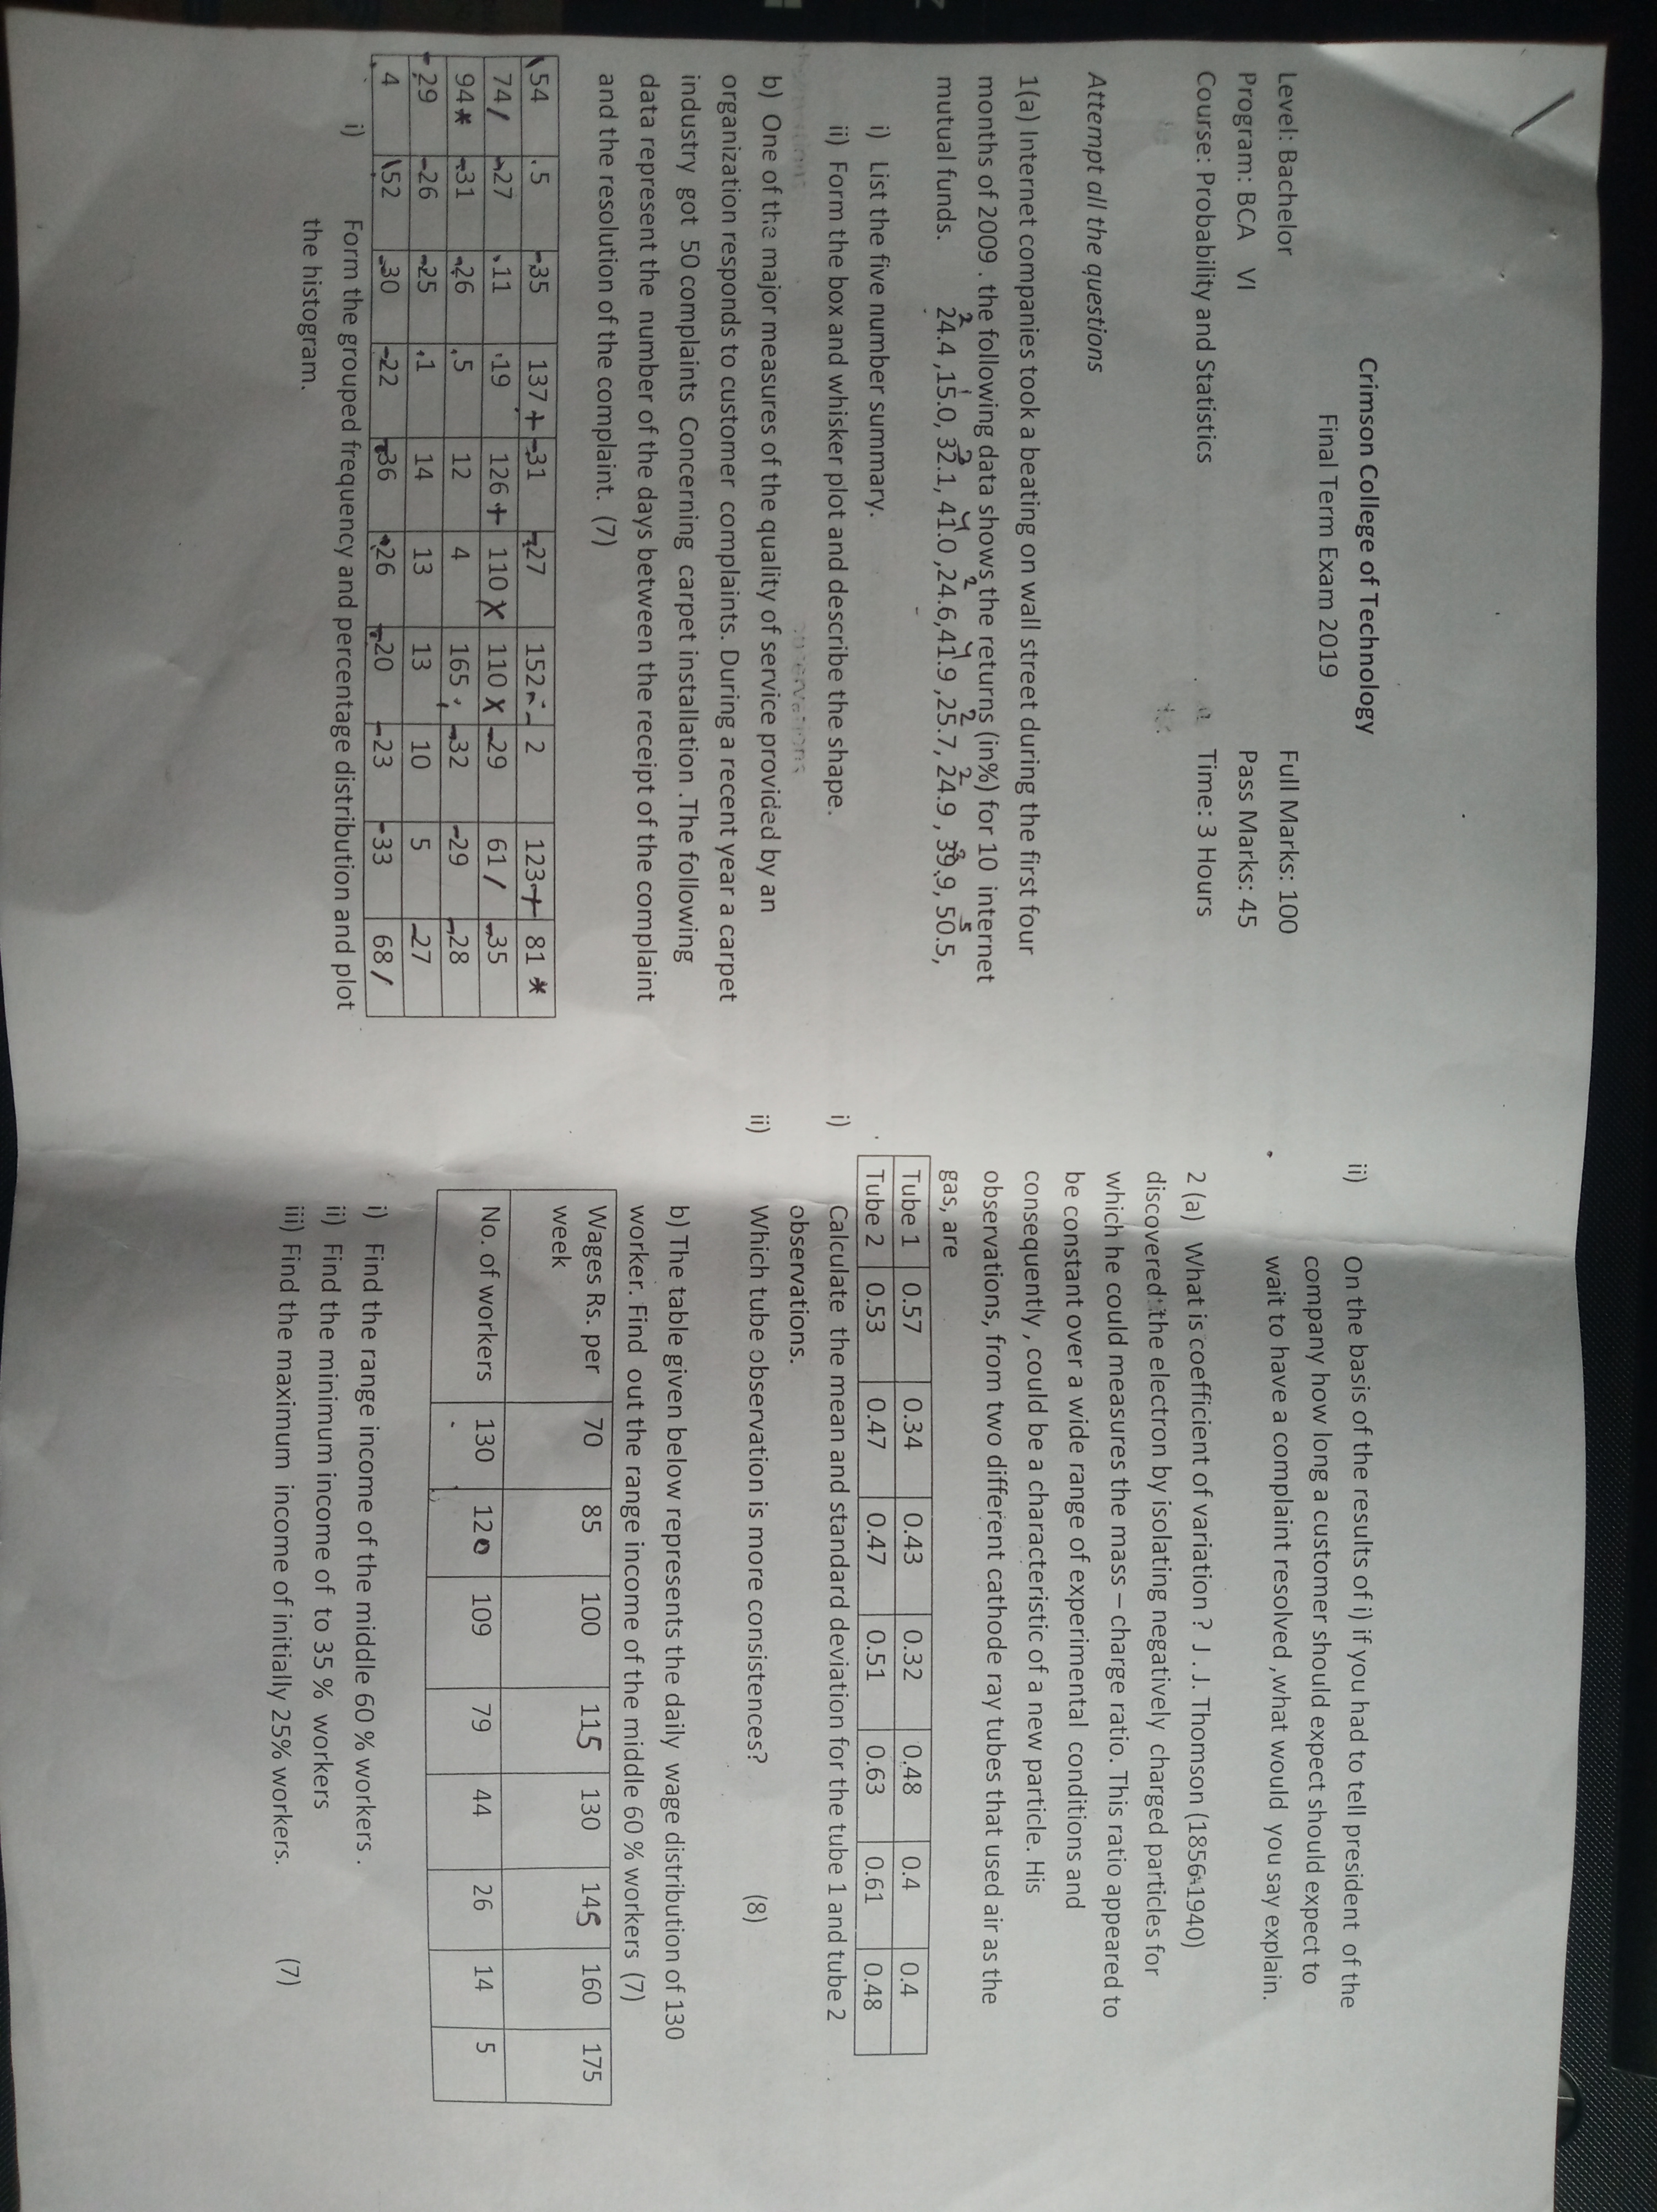 Crimson College of Technology
Final Term Exam 2019
Level: Bachelor Full Marks: 100
Program: BCA VI Pass Marks: 45
Course: Probability and Statistics Time: 3 Hours
Attempt all the questions
1(a) Internet companies took a beating on wall street during the first four
months of 2009 . the following data shows the returns (in%) for 10 internet
2 1 3 4 2 4 2 2 3 5
mutual funds. 24.4 ,15.0, 32.1, 41.0 ,24.6,41.9 ,25.7, 24.9 , 39.9, 50.5,
i) List the five number summary.
ii) Form the box and whisker plot and describe the shape.
b) One of the major measures of the quality of service provided by an
organization responds to customer complaints. During a recent year a carpet
industry got 50 complaints Concerning carpet installation .The following
data represent the number of the days between the receipt of the complaint
and the resolution of the complaint. (7)
54 5 35 137 + 31 27 152 2 123 + 81 *
74 / 27 11 19 126 + 110 x 110 x 29 61 / 35
94 * 31 26 5 12 4 165 32 29 28
29 26 25 1 14 13 13 10 5 27
4 52 30 22 36 26 20 23 33 68 /
i) Form the grouped frequency and percentage distribution and plot
the histogram.
ii) On the basis of the results of i) if you had to tell president of the
company how long a customer should expect should expect to
wait to have a complaint resolved ,what would you say explain.
2 (a) What is coefficient of variation ? J . J. Thomson (1856-1940)
discovered the electron by isolating negatively charged particles for
which he could measures the mass – charge ratio. This ratio appeared to
be constant over a wide range of experimental conditions and
consequently , could be a characteristic of a new particle. His
observations, from two different cathode ray tubes that used air as the
gas, are
Tube 1 0.57 0.34 0.43 0.32 0.48 0.4 0.4
Tube 2 0.53 0.47 0.47 0.51 0.63 0.61 0.48
i) Calculate the mean and standard deviation for the tube 1 and tube 2
observations.
ii) Which tube observation is more consistences? (8)
b) The table given below represents the daily wage distribution of 130
worker. Find out the range income of the middle 60 % workers (7)
Wages Rs. per 70 85 100 115 130 145 160 175
week
No. of workers 130 120 109 79 44 26 14 5
i) Find the range income of the middle 60 % workers .
ii) Find the minimum income of to 35 % workers
iii) Find the maximum income of initially 25% workers. (7)